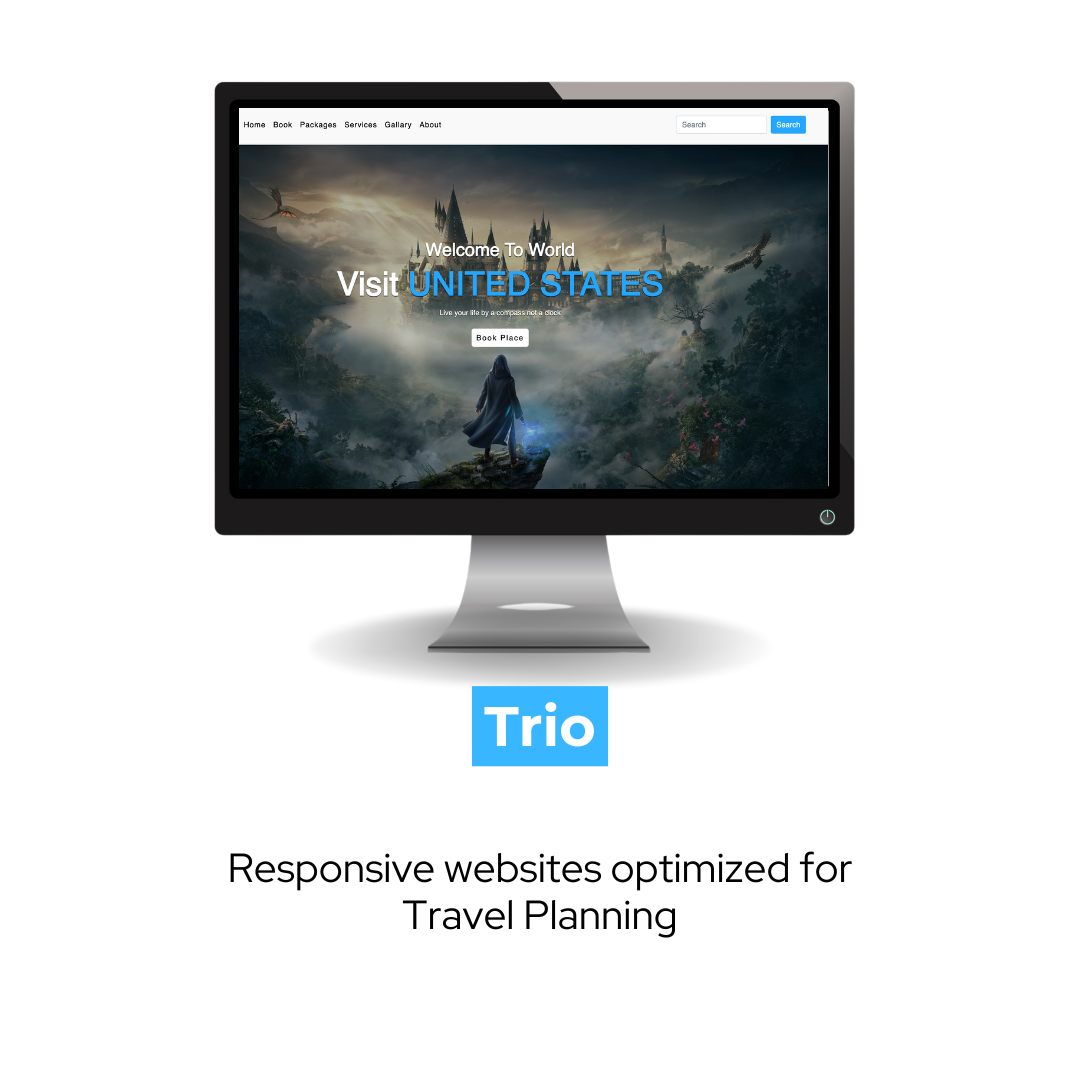 Home Book Packages Services Gallary About Search Search
Welcome To World
Visit UNITED STATES
Live your life by a compass not a clock
Book Place
Trio
Responsive websites optimized for
Travel Planning